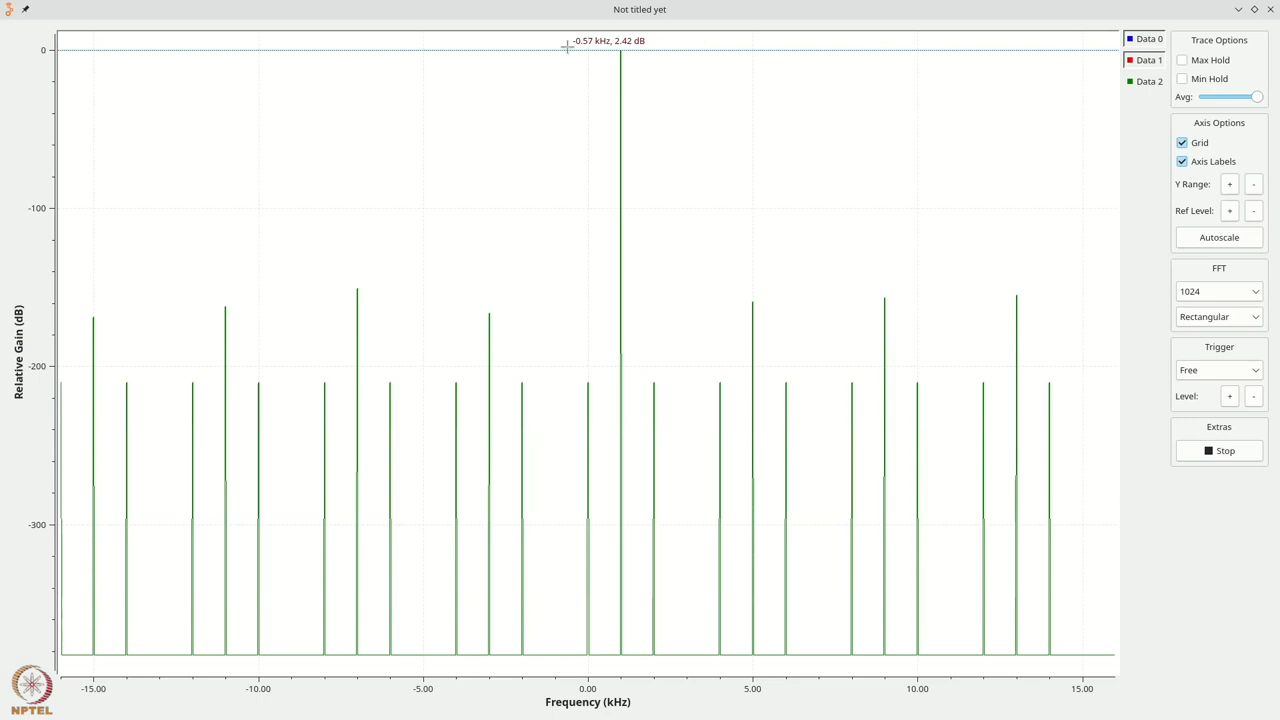 Not titled yet
-0.57 kHz, 2.42 dB
0
-100
-200
-300
Relative Gain (dB)
-15.00 -10.00 -5.00 0.00 5.00 10.00 15.00
Frequency (kHz)
Data 0
Data 1
Data 2
Trace Options
Max Hold
Min Hold
Avg:
Axis Options
Grid
Axis Labels
Y Range: + -
Ref Level: + -
Autoscale
FFT
1024
Rectangular
Trigger
Free
Level: + -
Extras
Stop
NPTEL